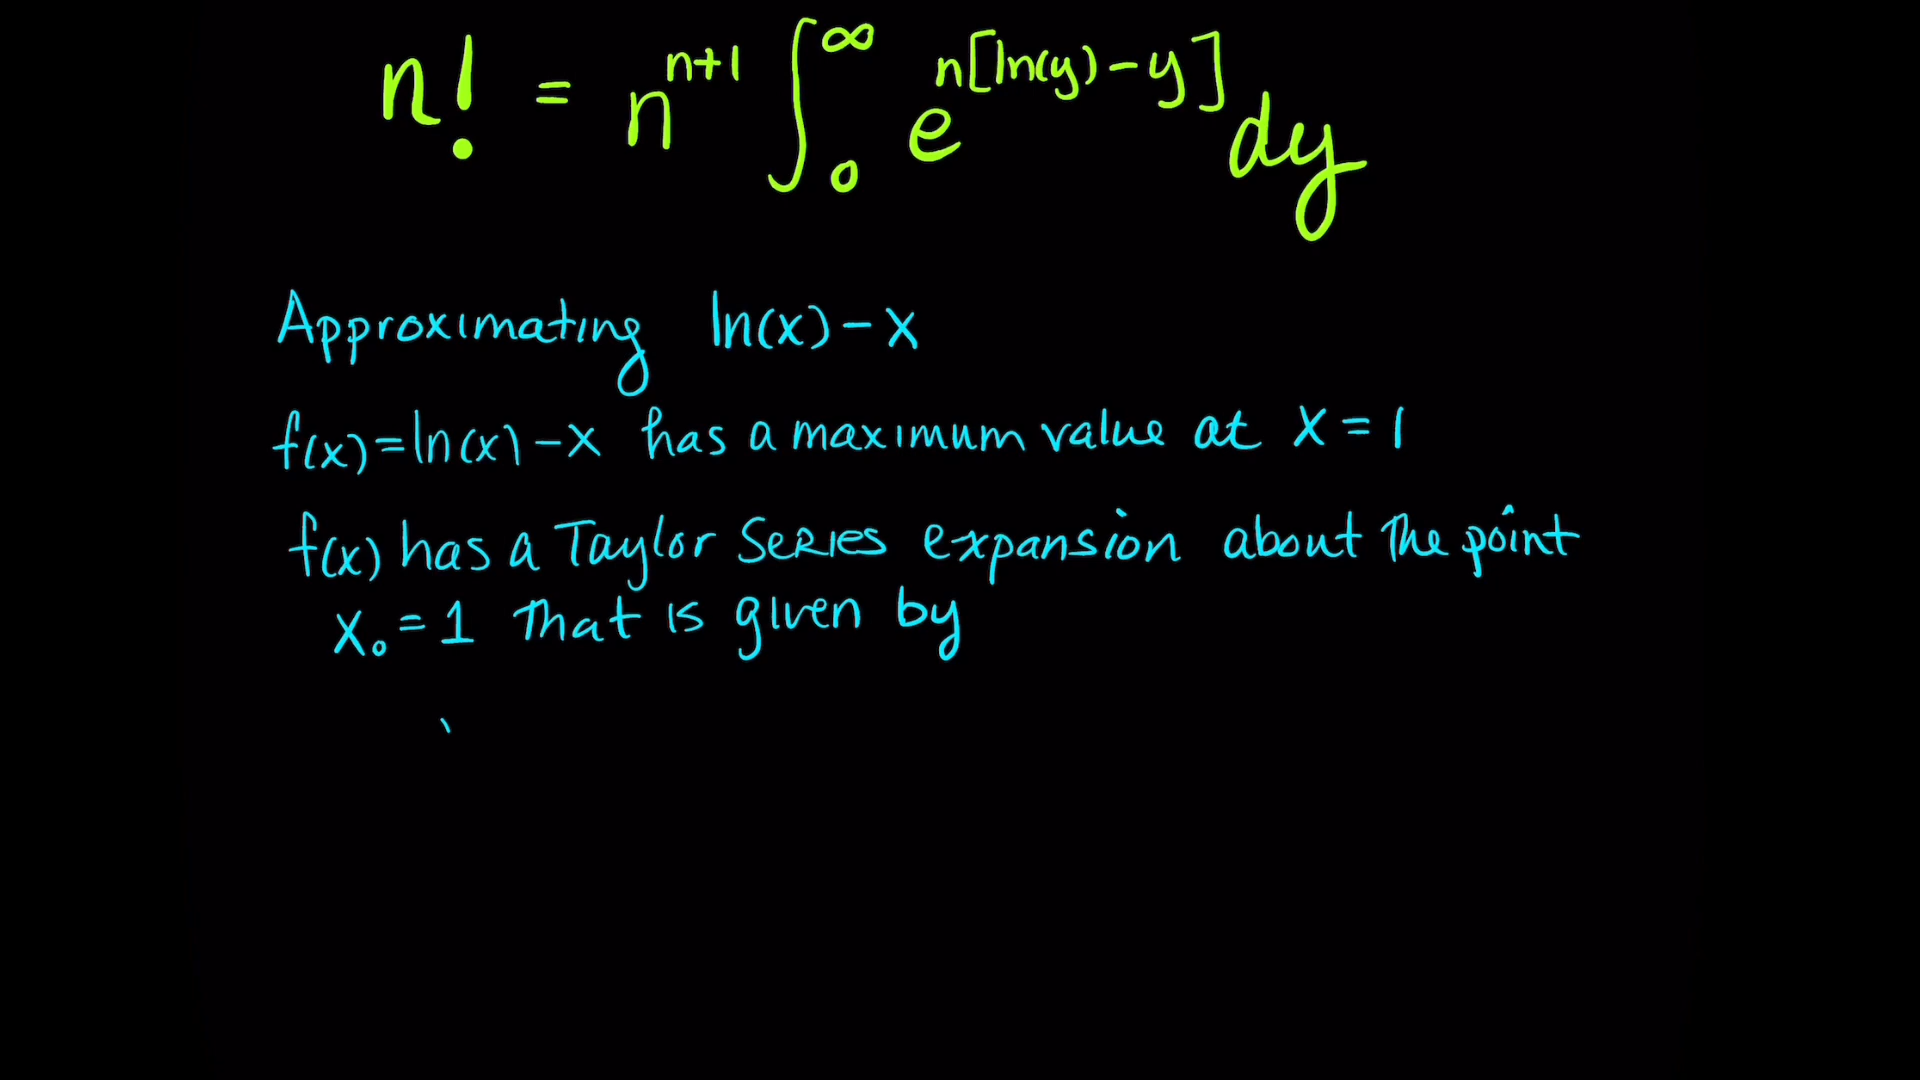 n! = n^{n+1} ∫_0^∞ e^{n[ln(y)-y]} dy
Approximating ln(x)-x
f(x)=ln(x)-x has a maximum value at x=1
f(x) has a Taylor Series expansion about the point
x₀=1 that is given by